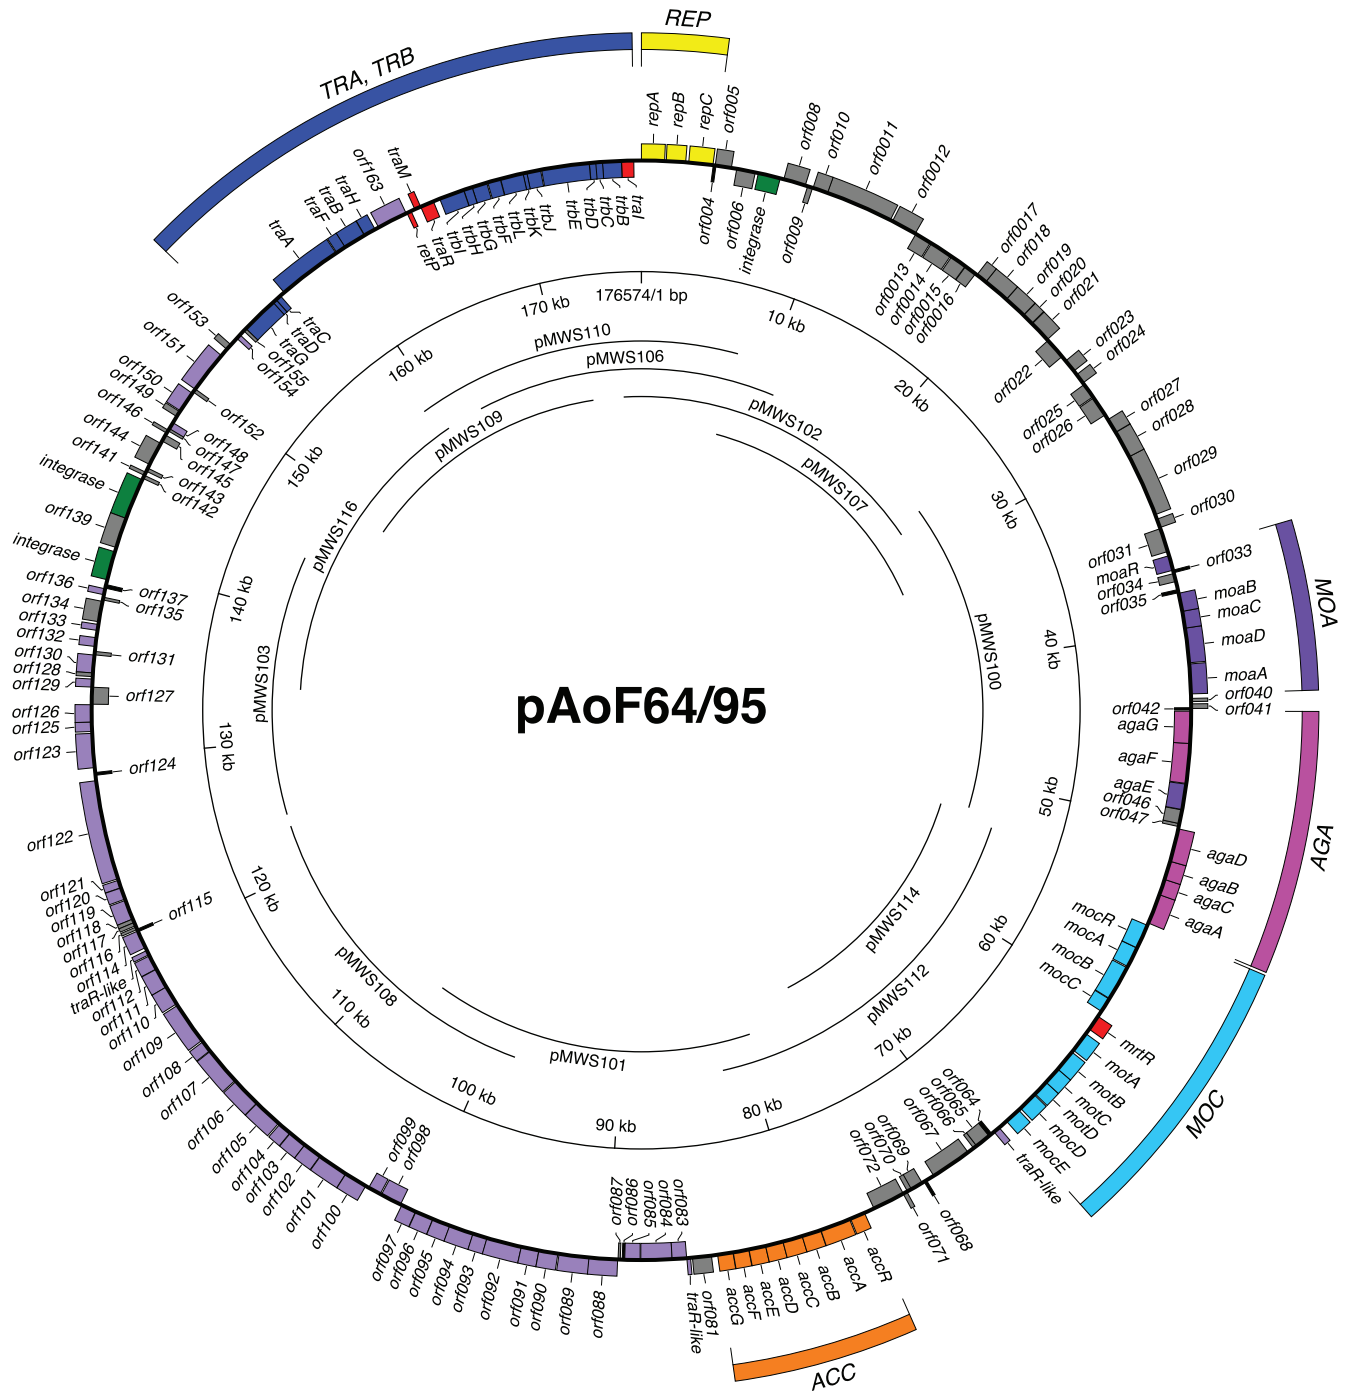 REP
TRA, TRB
repA
repB
repC
orf005
orf004
orf006
integrase
orf008
orf009
orf010
orf0011
orf0012
orf0013
orf0014
orf0015
orf0016
orf0017
orf018
orf019
orf020
orf021
orf022
orf023
orf024
orf025
orf026
orf027
orf028
orf029
orf030
orf031
moaR
orf033
orf034
orf035
moaB
moaC
moaD
moaA
MOA
orf040
orf041
orf042
agaG
agaF
agaE
orf046
orf047
agaD
agaB
agaC
agaA
AGA
mocR
mocA
mocB
mocC
mrtR
motA
motB
motC
motD
mocD
mocE
MOC
traR-like
orf064
orf065
orf066
orf067
orf068
orf069
orf070
orf071
orf072
accR
accA
accB
accC
accD
accE
accF
accG
ACC
orf081
traR-like
orf083
orf084
orf085
orf086
orf087
orf088
orf089
orf090
orf091
orf092
orf093
orf094
orf095
orf096
orf097
orf098
orf099
orf100
orf101
orf102
orf103
orf104
orf105
orf106
orf107
orf108
orf109
orf110
orf111
orf112
traR-like
orf114
orf115
orf116
orf117
orf118
orf119
orf120
orf121
orf122
orf123
orf124
orf125
orf126
orf127
orf129
orf128
orf130
orf131
orf132
orf133
orf134
orf135
orf136
orf137
integrase
orf139
integrase
orf141
orf142
orf143
orf144
orf145
orf146
orf147
orf148
orf149
orf150
orf151
orf152
orf153
orf154
orf155
traG
traD
traC
traA
traF
traB
traH
orf163
traM
retP
traR
trbI
trbH
trbG
trbF
trbL
trbK
trbJ
trbE
trbD
trbC
trbB
traI
176574/1 bp
10 kb
20 kb
30 kb
40 kb
50 kb
60 kb
70 kb
80 kb
90 kb
100 kb
110 kb
120 kb
130 kb
140 kb
150 kb
160 kb
170 kb
pMWS110
pMWS106
pMWS109
pMWS102
pMWS107
pMWS116
pMWS100
pMWS103
pMWS114
pMWS112
pMWS108
pMWS101
pAoF64/95